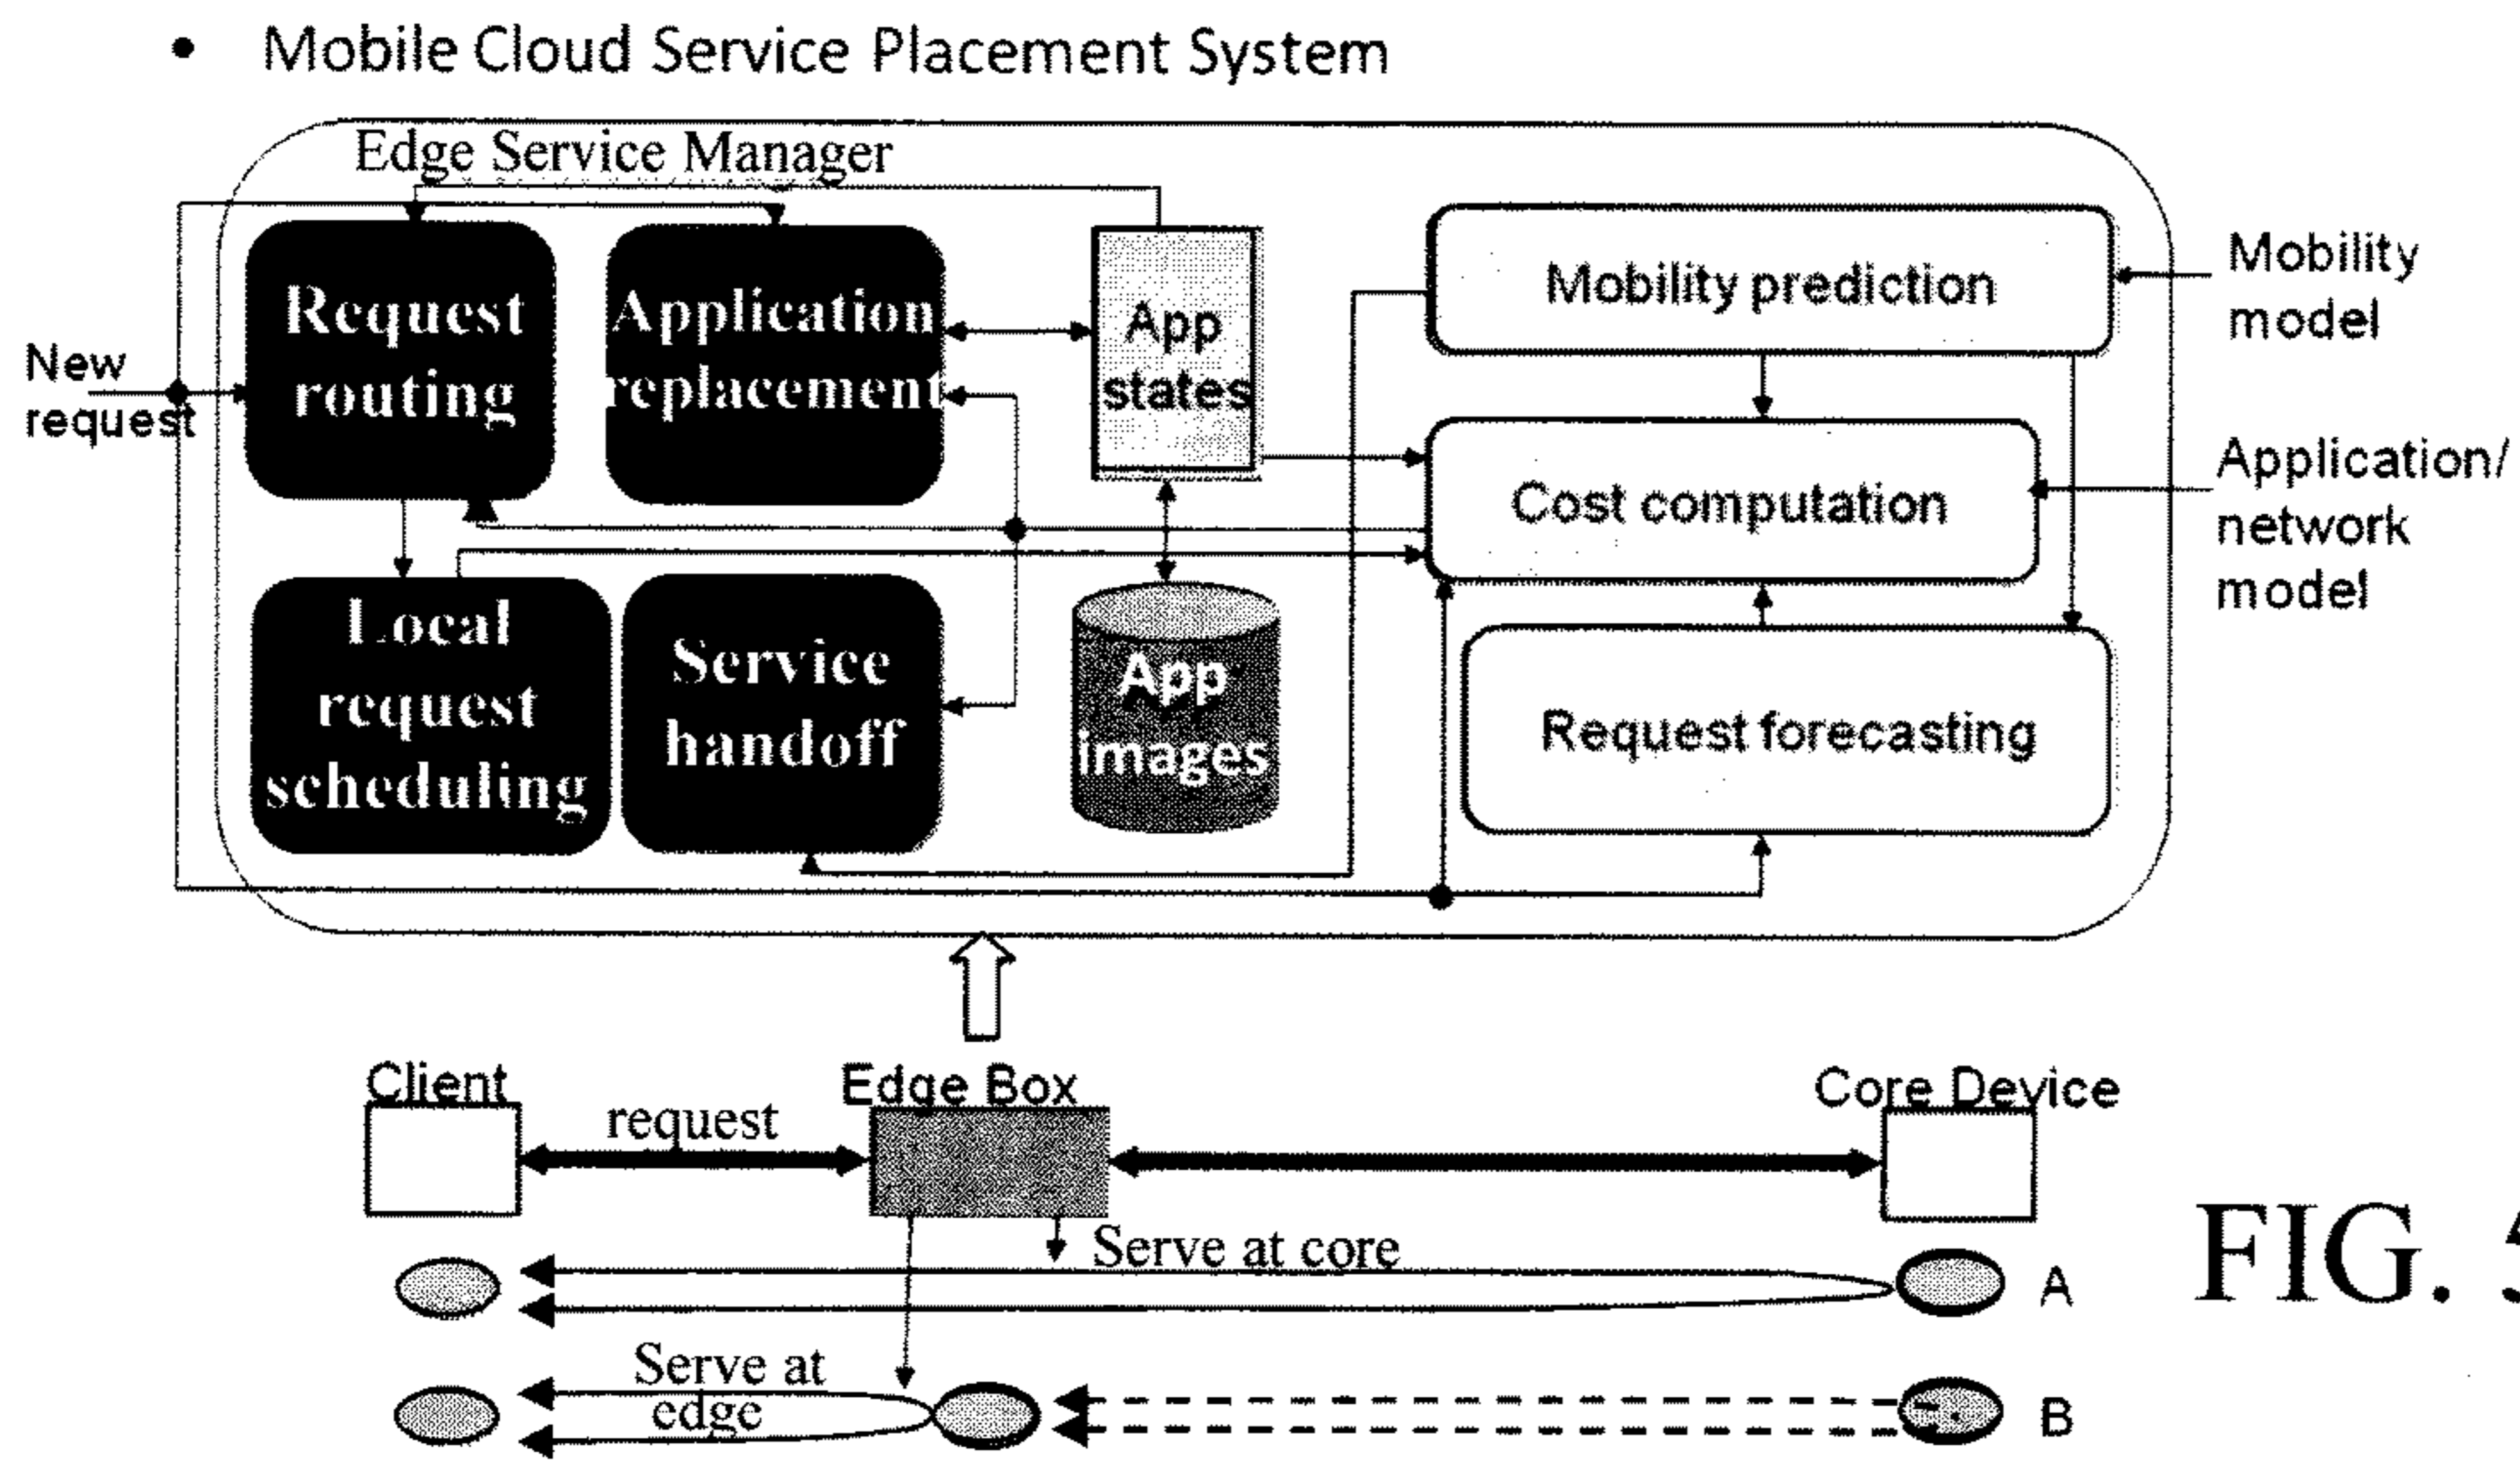 • Mobile Cloud Service Placement System
Edge Service Manager
New
request
Request
routing
Application
replacement
App
states
Mobility prediction
Mobility
model
Cost computation
Application/
network
model
Local
request
scheduling
Service
handoff
App
images
Request forecasting
Client
request
Edge Box
Core Device
Serve at core
A
Serve at
edge
B
FIG.